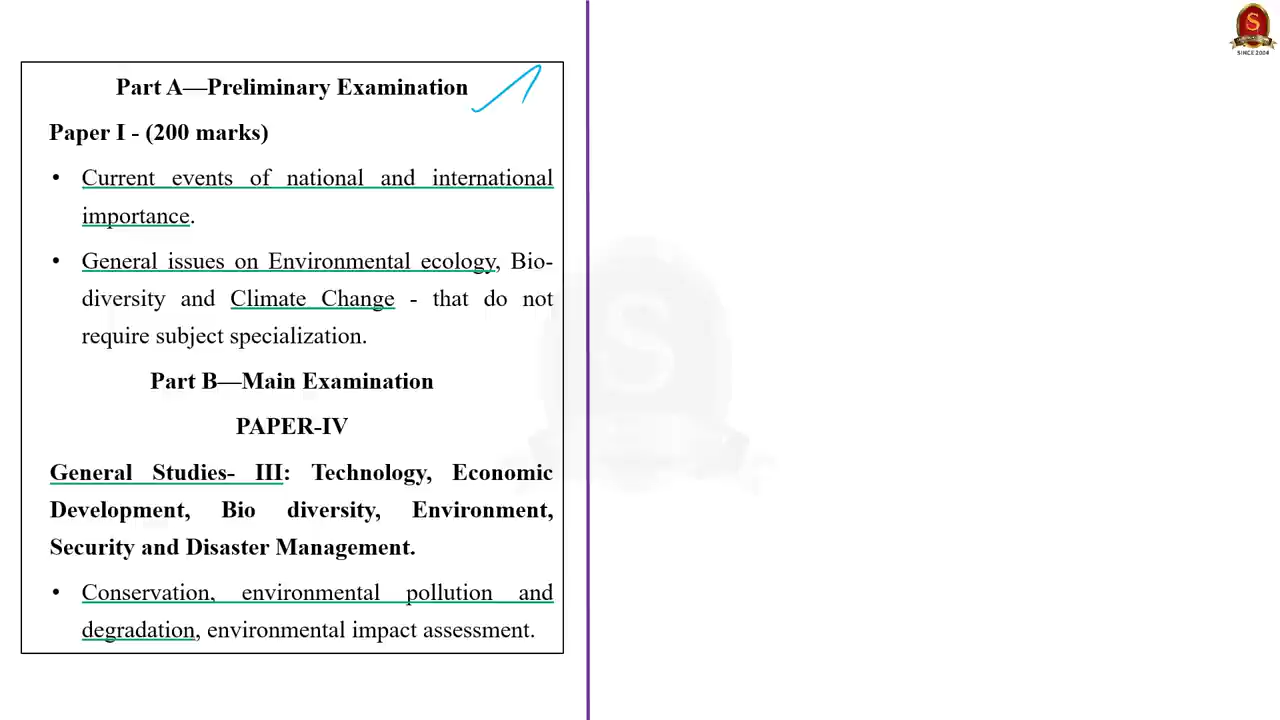 S
SINCE 2004
Part A—Preliminary Examination
Paper I - (200 marks)
• Current events of national and international
importance.
• General issues on Environmental ecology, Bio-
diversity and Climate Change - that do not
require subject specialization.
Part B—Main Examination
PAPER-IV
General Studies- III: Technology, Economic
Development, Bio diversity, Environment,
Security and Disaster Management.
• Conservation, environmental pollution and
degradation, environmental impact assessment.
S